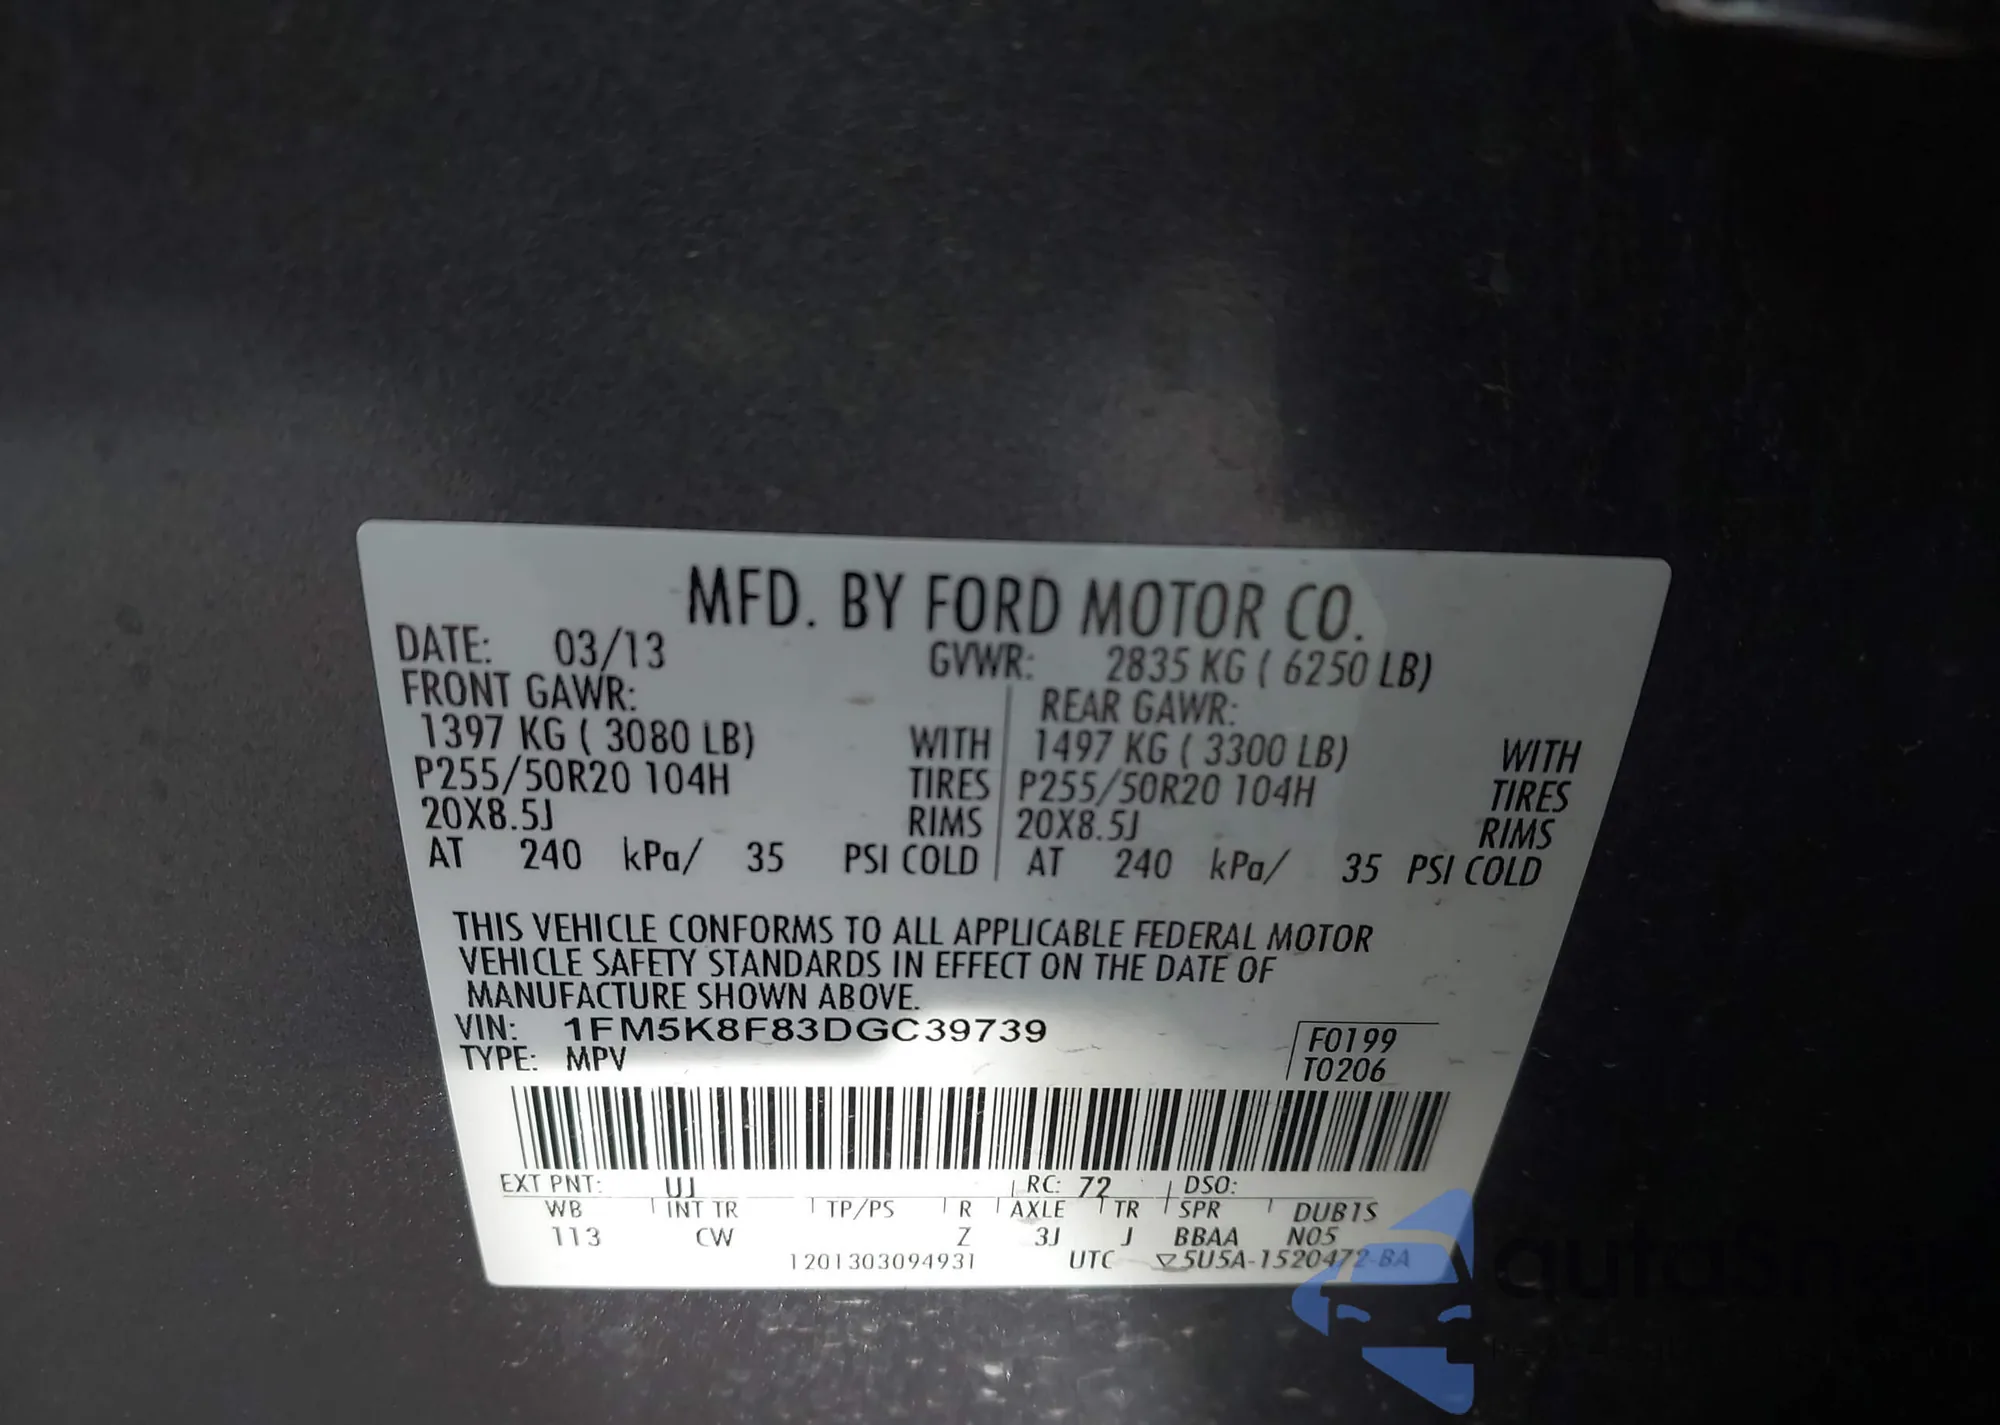 MFD. BY FORD MOTOR CO.
DATE: 03/13 GVWR: 2835 KG ( 6250 LB)
FRONT GAWR: REAR GAWR:
1397 KG ( 3080 LB) WITH 1497 KG ( 3300 LB) WITH
P255/50R20 104H TIRES P255/50R20 104H TIRES
20X8.5J RIMS 20X8.5J RIMS
AT 240 kPa/ 35 PSI COLD AT 240 kPa/ 35 PSI COLD
THIS VEHICLE CONFORMS TO ALL APPLICABLE FEDERAL MOTOR
VEHICLE SAFETY STANDARDS IN EFFECT ON THE DATE OF
MANUFACTURE SHOWN ABOVE.
VIN: 1FM5K8F83DGC39739 F0199
TYPE: MPV T0206
EXT PNT: UJ RC: 72 DSO:
WB INT TR TP/PS R AXLE TR SPR DUB1S
113 CW Z 3J J BBAA N05
1201303094931 UTC 5U5A-1520472-BA